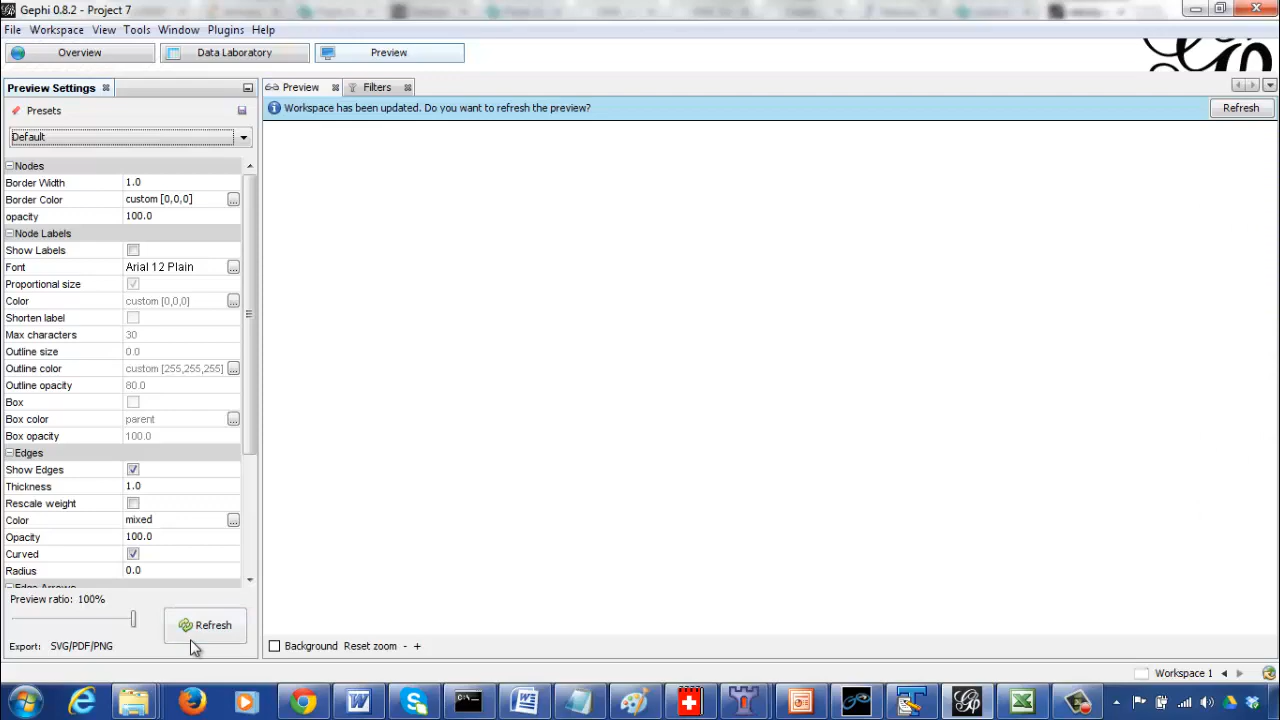 Gephi 0.8.2 - Project 7
File Workspace View Tools Window Plugins Help
Overview Data Laboratory Preview
Preview Settings
Presets
Default
Nodes
Border Width 1.0
Border Color custom [0,0,0] ...
opacity 100.0
Node Labels
Show Labels
Font Arial 12 Plain ...
Proportional size
Color custom [0,0,0] ...
Shorten label
Max characters 30
Outline size 0.0
Outline color custom [255,255,255] ...
Outline opacity 80.0
Box
Box color parent ...
Box opacity 100.0
Edges
Show Edges
Thickness 1.0
Rescale weight
Color mixed ...
Opacity 100.0
Curved
Radius 0.0
Edge Arrows
Preview ratio: 100%
Refresh
Export: SVG/PDF/PNG
Preview Filters
Workspace has been updated. Do you want to refresh the preview? Refresh
Background Reset zoom - +
Workspace 1